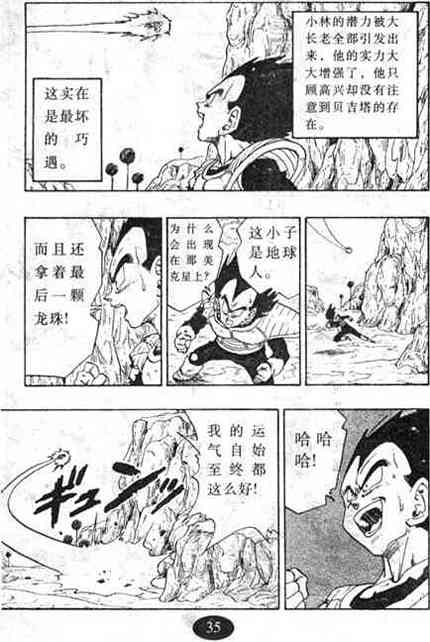 小林的潜力被大
长老全部引发出
来，他的实力大
大增强了，他只
顾高兴却没有注
意到贝吉塔的存
在。
这实在
是最坏
的巧
遇。
这小子
是地球
人。
为什么
会出现
在那美
克星上?
而且还
拿着最
后一颗
龙珠!
哈哈
哈!
我的运
气自始
至终都
这么好!
ギューンッ
35